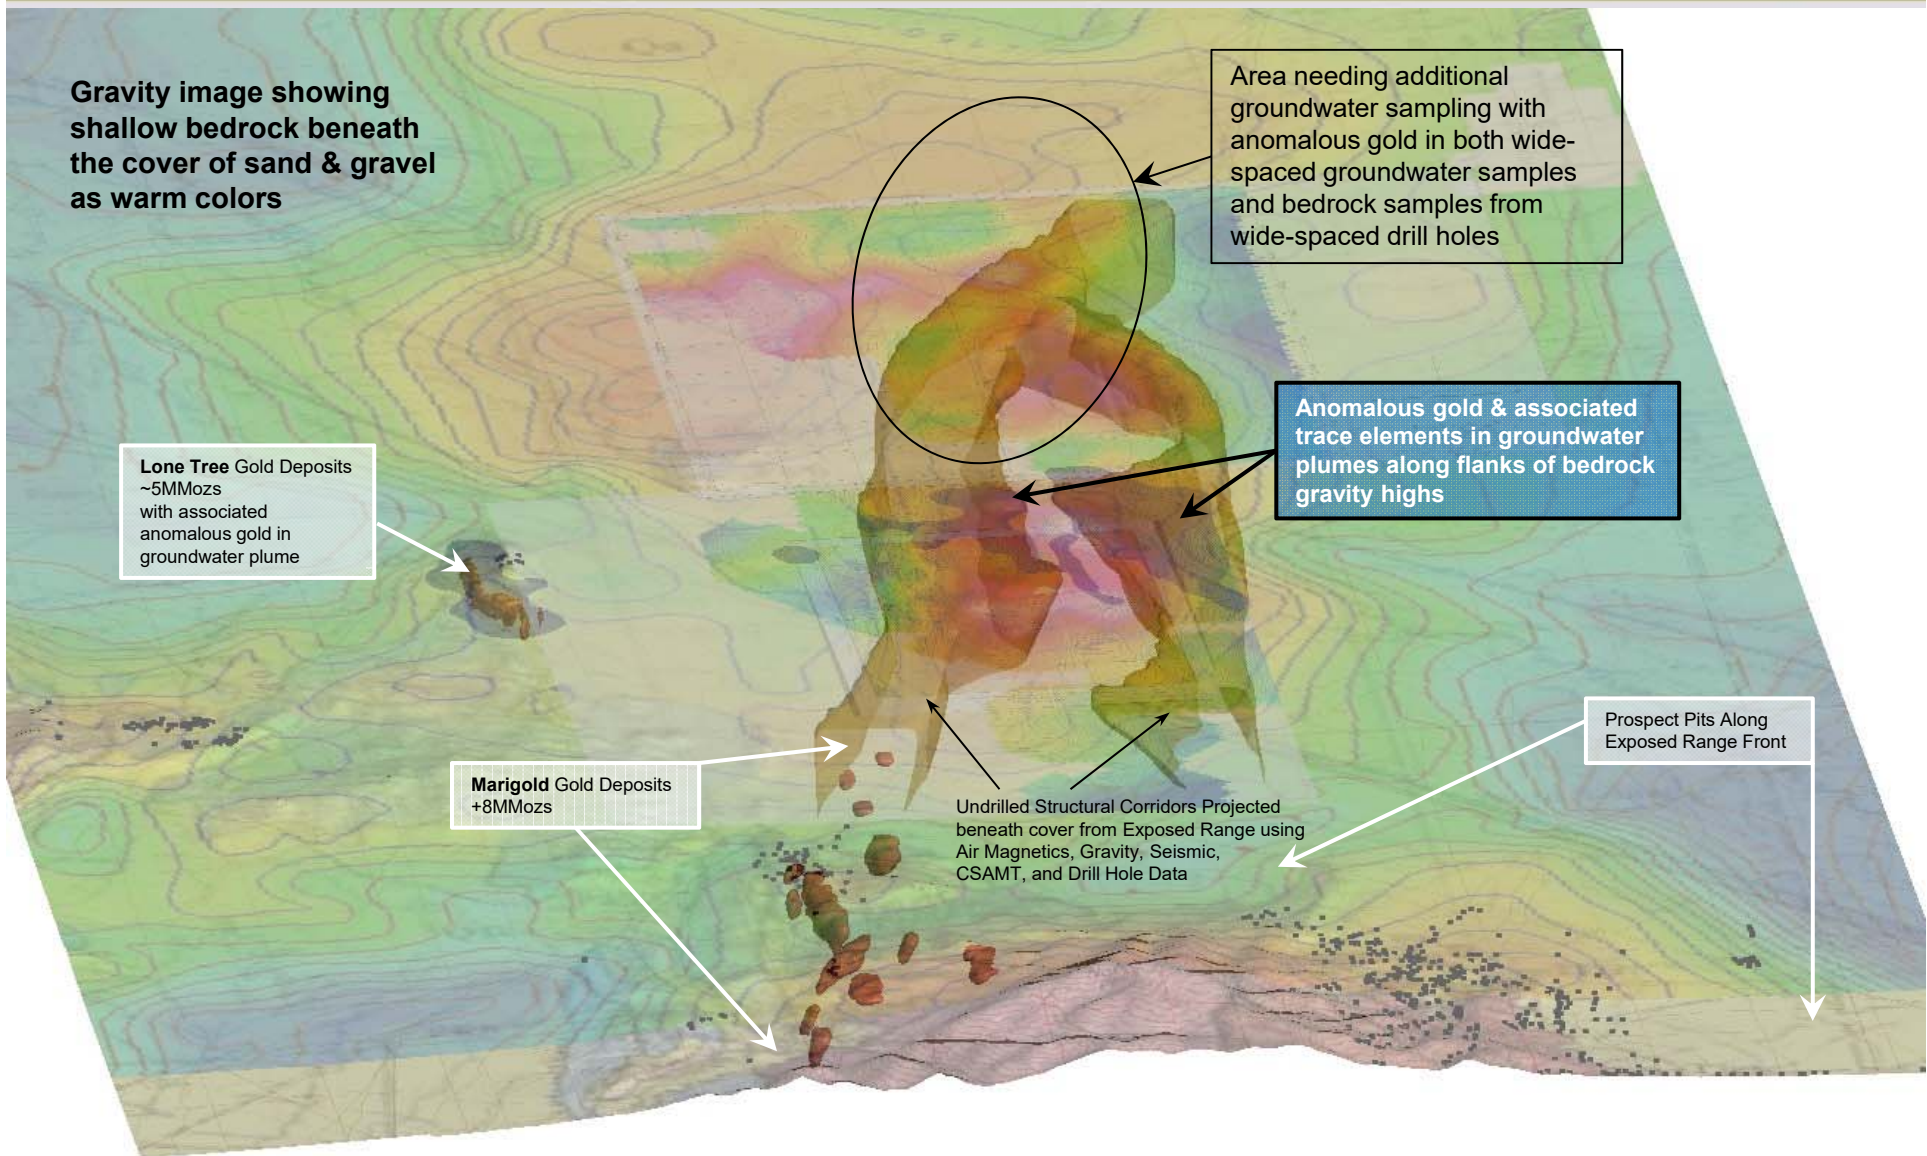 Gravity image showing
shallow bedrock beneath
the cover of sand & gravel
as warm colors
Area needing additional
groundwater sampling with
anomalous gold in both wide-
spaced groundwater samples
and bedrock samples from
wide-spaced drill holes
Anomalous gold & associated
trace elements in groundwater
plumes along flanks of bedrock
gravity highs
Lone Tree Gold Deposits
~5MMozs
with associated
anomalous gold in
groundwater plume
Prospect Pits Along
Exposed Range Front
Marigold Gold Deposits
+8MMozs
Undrilled Structural Corridors Projected
beneath cover from Exposed Range using
Air Magnetics, Gravity, Seismic,
CSAMT, and Drill Hole Data